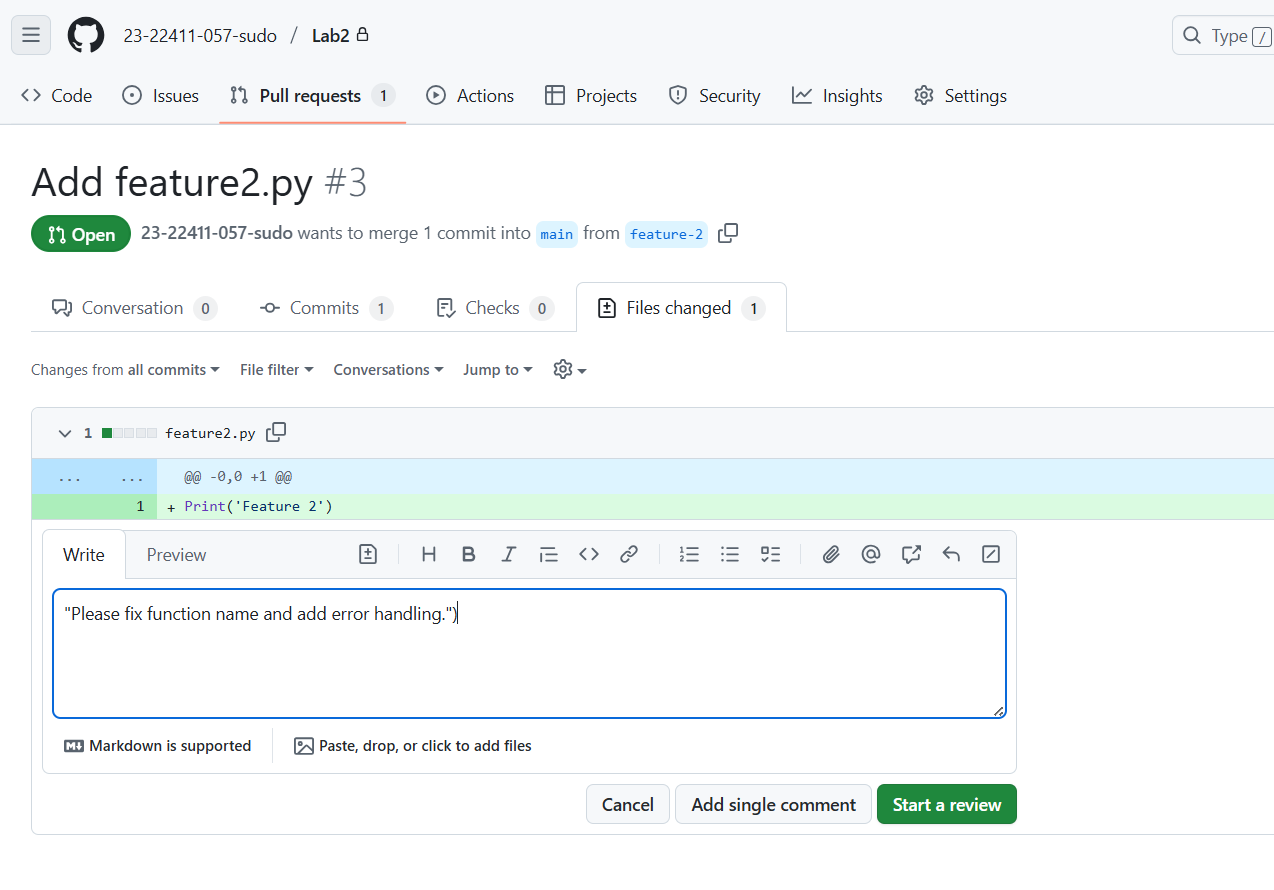 23-22411-057-sudo / Lab2 Type /
Code Issues Pull requests 1 Actions Projects Security Insights Settings
Add feature2.py #3
Open 23-22411-057-sudo wants to merge 1 commit into main from feature-2
Conversation 0 Commits 1 Checks 0 Files changed 1
Changes from all commits File filter Conversations Jump to
1 feature2.py
... ... @@ -0,0 +1 @@
1 + Print('Feature 2')
Write Preview H B I
"Please fix function name and add error handling.")
Markdown is supported Paste, drop, or click to add files
Cancel Add single comment Start a review